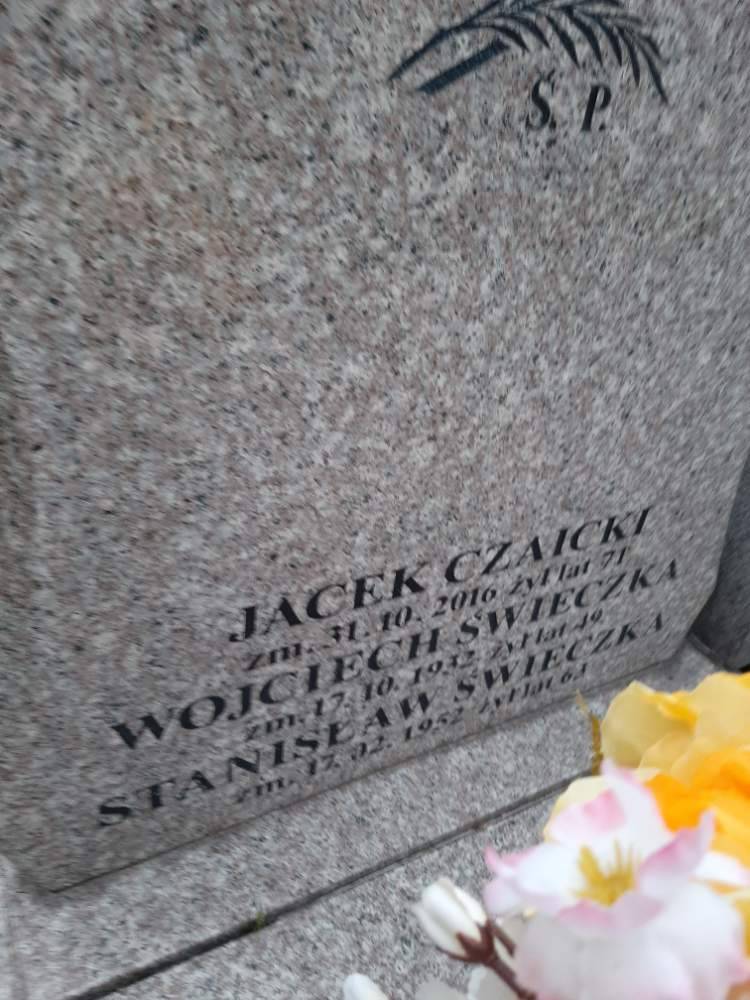 Ś. P.
JACEK CZAICKI
zm. 31. 10. 2016 żył lat 71
WOJCIECH ŚWIECZKA
zm. 17. 10. 1932 żył lat 49
STANISŁAW ŚWIECZKA
zm. 17. 02. 1952 żył lat 61